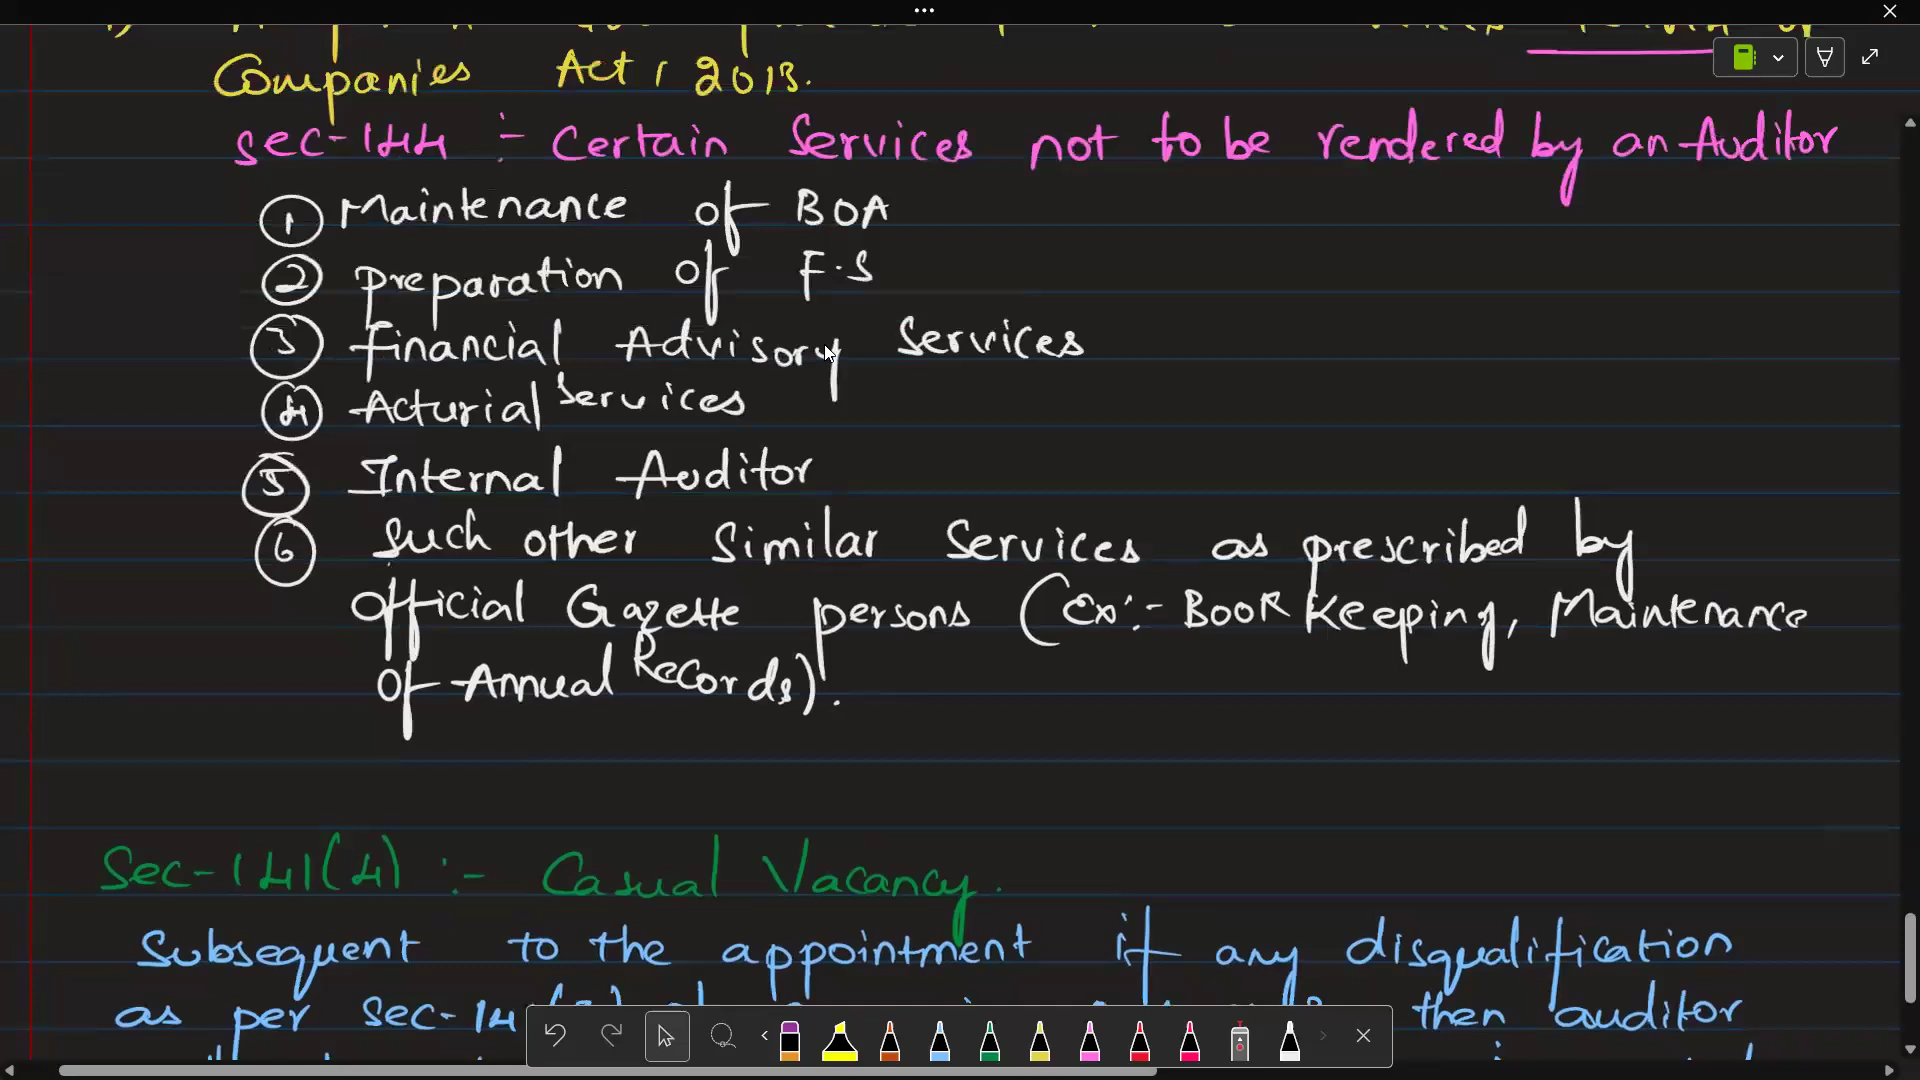 Companies Act, 2013.
Sec-144 :- Certain Services not to be rendered by an Auditor
① Maintenance of BOA
② Preparation of F.S
③ Financial Advisory Services
④ Acturial Services
⑤ Internal Auditor
⑥ Such other Similar Services as prescribed by
Official Gazette persons (Ex:- Book Keeping, Maintenance
of Annual Records).
Sec-141(4) :- Casual Vacancy.
Subsequent to the appointment if any disqualification
as per sec-14 then auditor